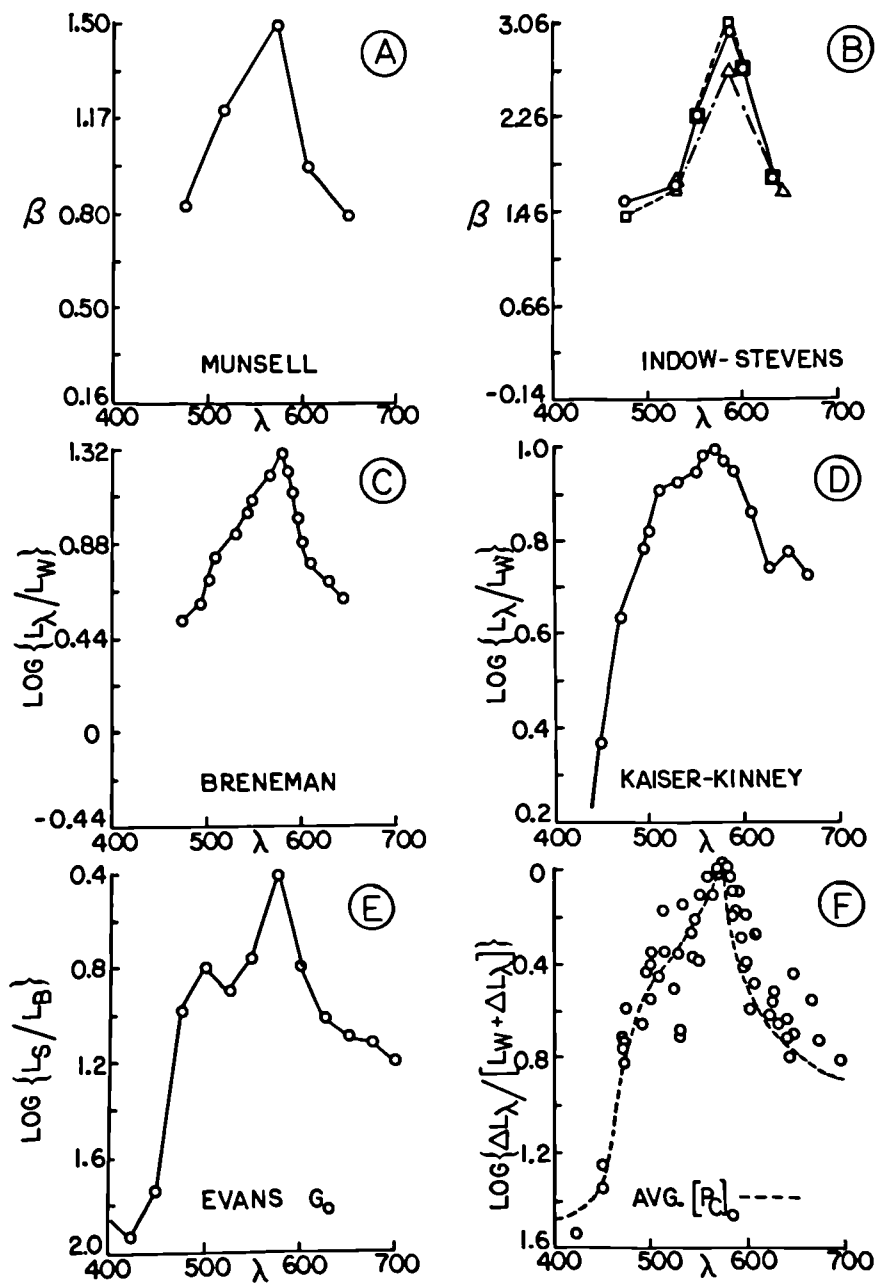 A
1.50
1.17
β 0.80
0.50
0.16
400 500 λ 600 700
MUNSELL
B
3.06
2.26
β 1.46
0.66
-0.14
400 500 λ 600 700
INDOW-STEVENS
C
1.32
0.88
0.44
0
-0.44
LOG {Lλ/LW}
400 500 λ 600 700
BRENEMAN
D
1.0
0.8
0.6
0.4
0.2
LOG {Lλ/LW}
400 500 λ 600 700
KAISER-KINNEY
E
0.4
0.8
1.2
1.6
2.0
LOG {LS/LB}
400 500 λ 600 700
EVANS G0
F
0
0.4
0.8
1.2
1.6
LOG{ΔLλ/[LW+ΔLλ]}
400 500 λ 600 700
AVG. [PC] ----